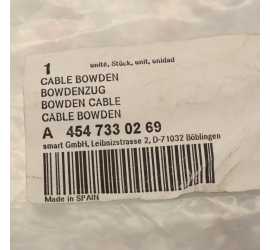 1 unité, Stück, unit, unidad
CABLE BOWDEN
BOWDENZUG
BOWDEN CABLE
CABLE BOWDEN
A 454 733 02 69
smart GmbH, Leibnizstrasse 2, D-71032 Böblingen
Made in SPAIN